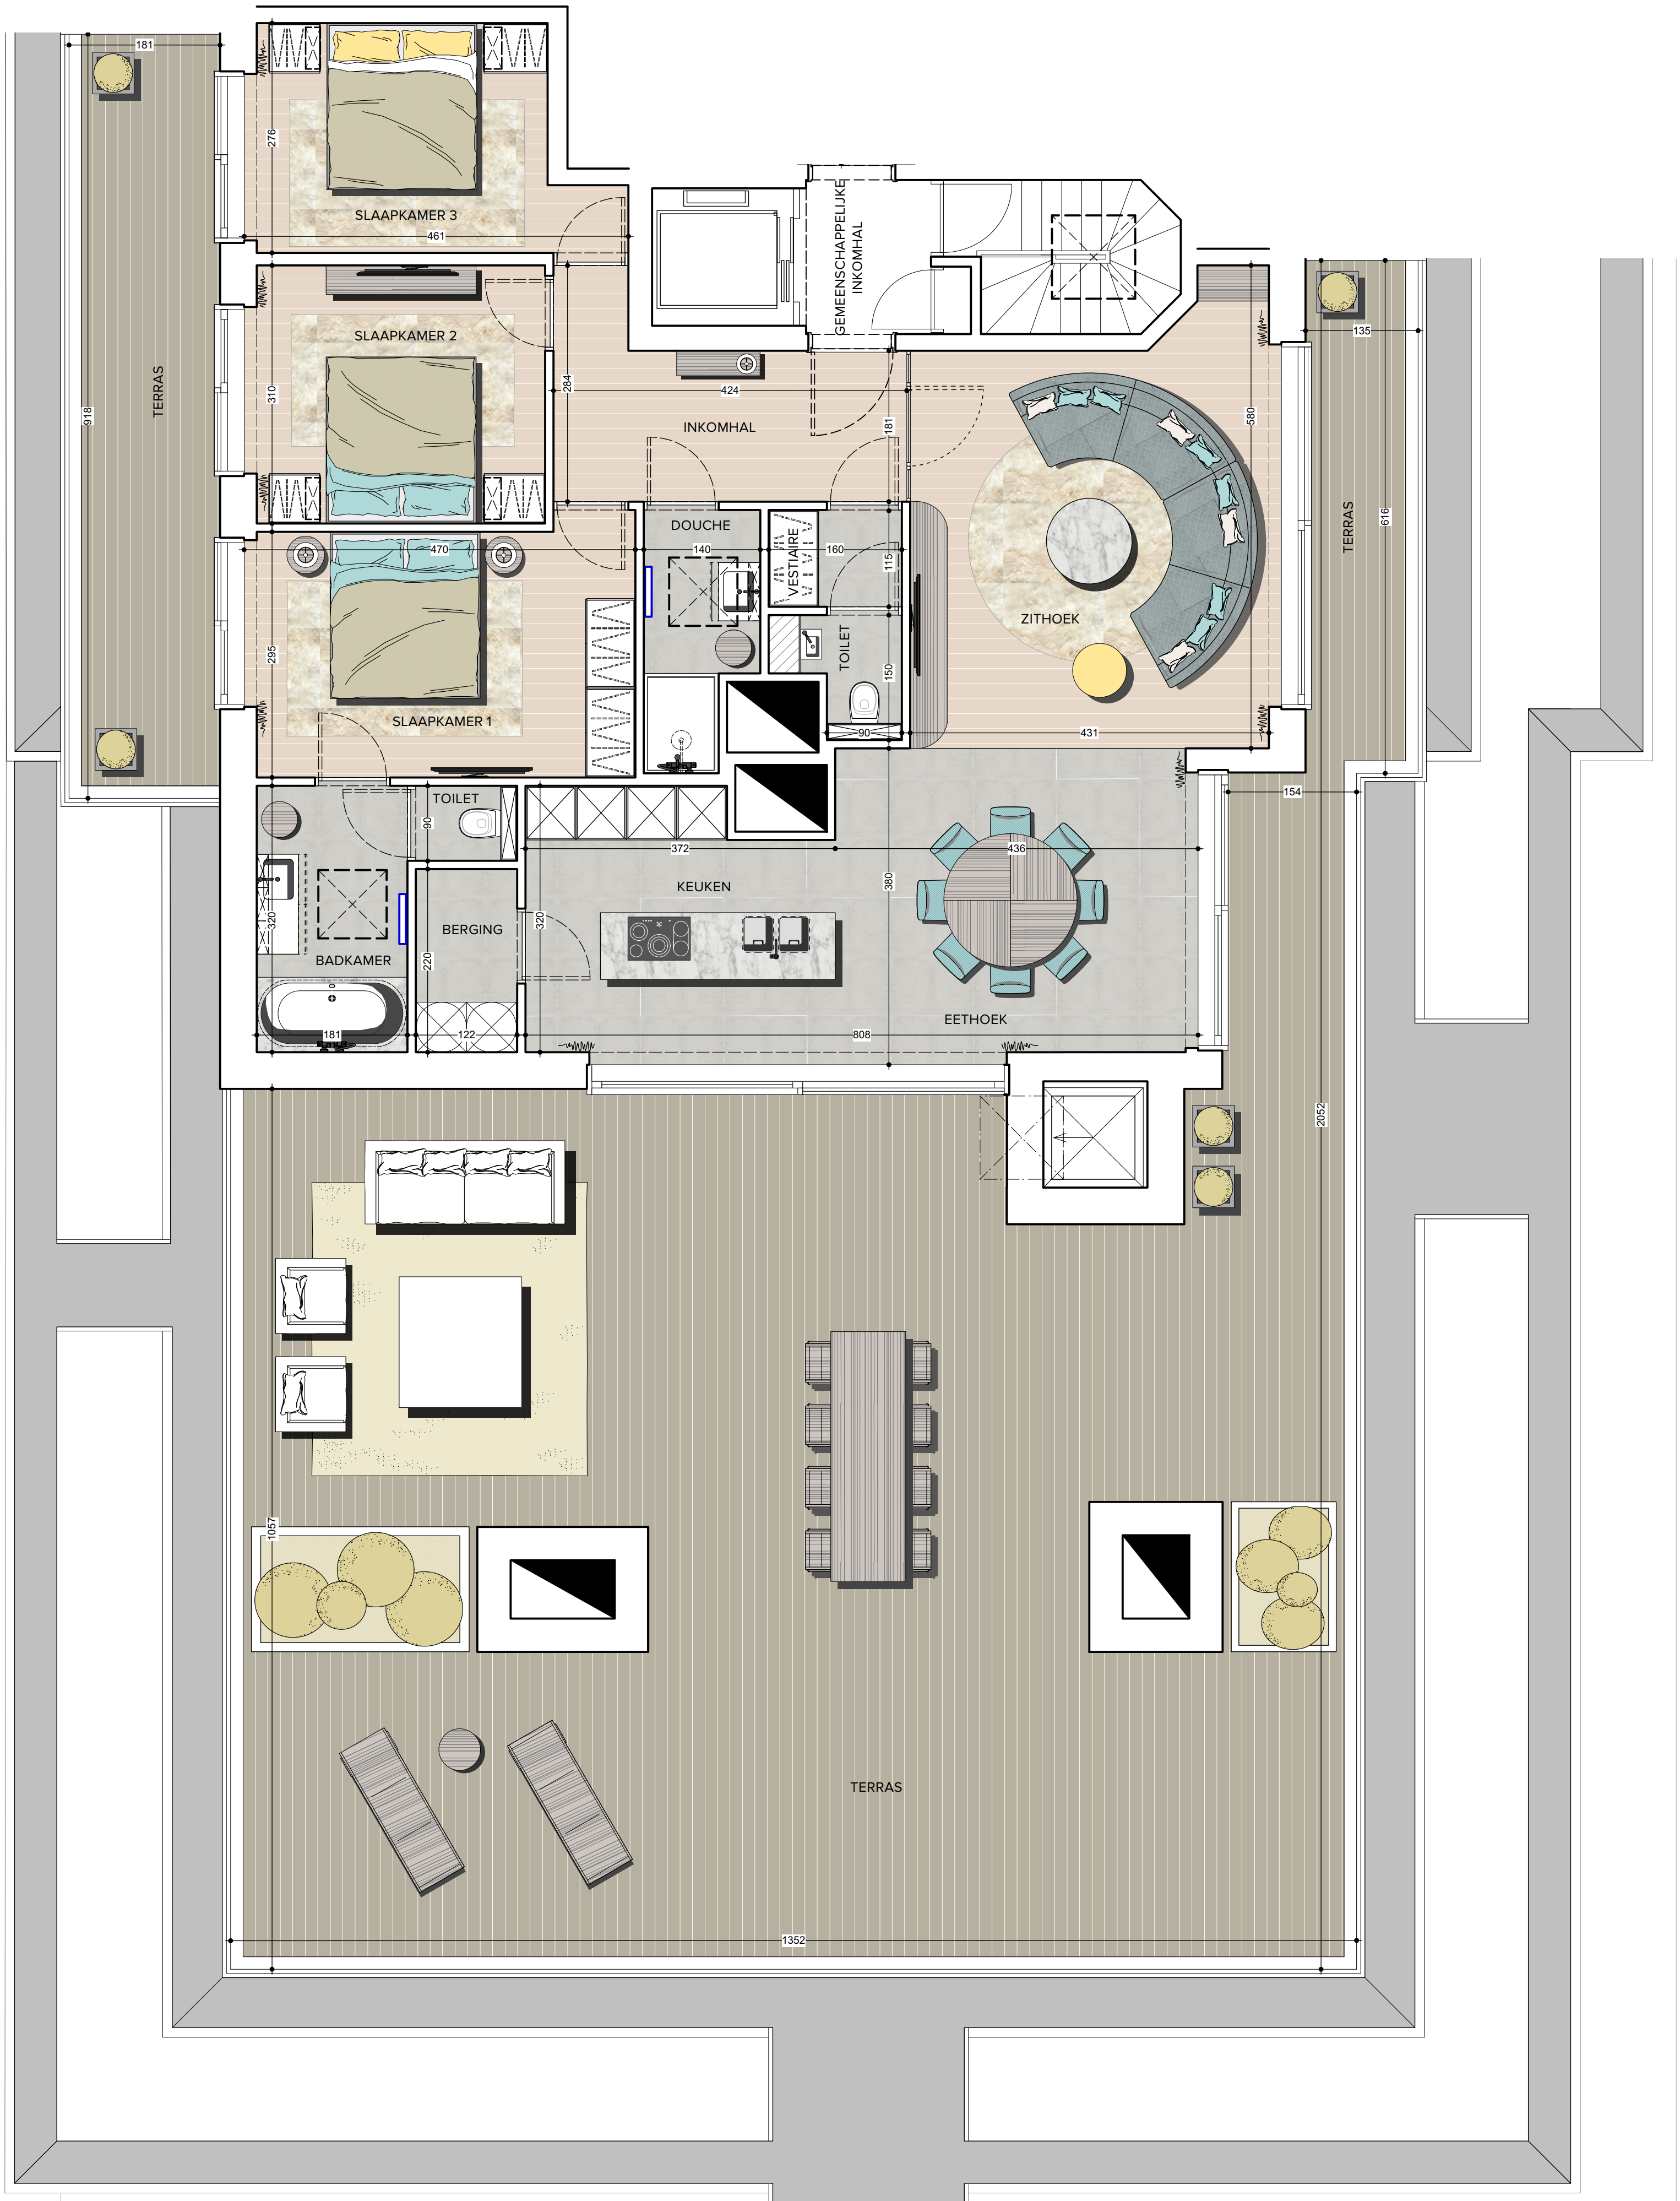 181
276
SLAAPKAMER 3
461
GEMEENSCHAPPELIJKE
INKOMHAL
135
SLAAPKAMER 2
TERRAS
918
310
284
424
INKOMHAL
181
580
TERRAS
616
DOUCHE
470
140
VESTIAIRE
160
115
ZITHOEK
TOILET
295
150
SLAAPKAMER 1
90
431
TOILET
90
154
372
436
KEUKEN
380
320
BERGING
320
220
BADKAMER
EETHOEK
181
122
808
2052
1057
TERRAS
1352